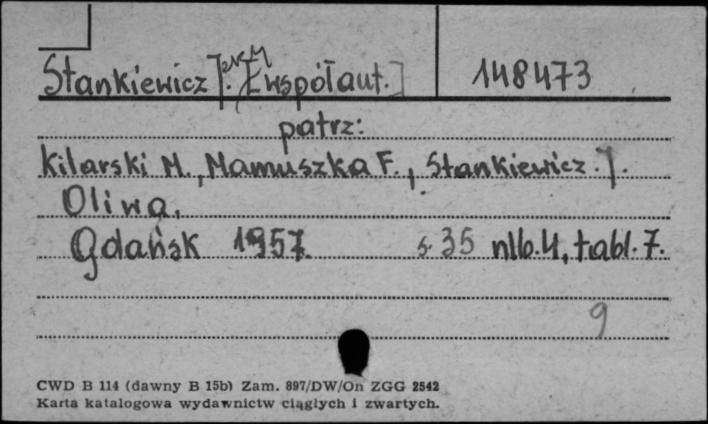 Stankiewicz J. [współaut.] 148473
patrz:
Kilarski M., Mamuszka F., Stankiewicz J.
Oliwa,
Gdańsk 1957. s. 35 nlb. 4, tabl. 7.
9
CWD B 114 (dawny B 15b) Zam. 897/DW/On ZGG 2542
Karta katalogowa wydawnictw ciągłych i zwartych.